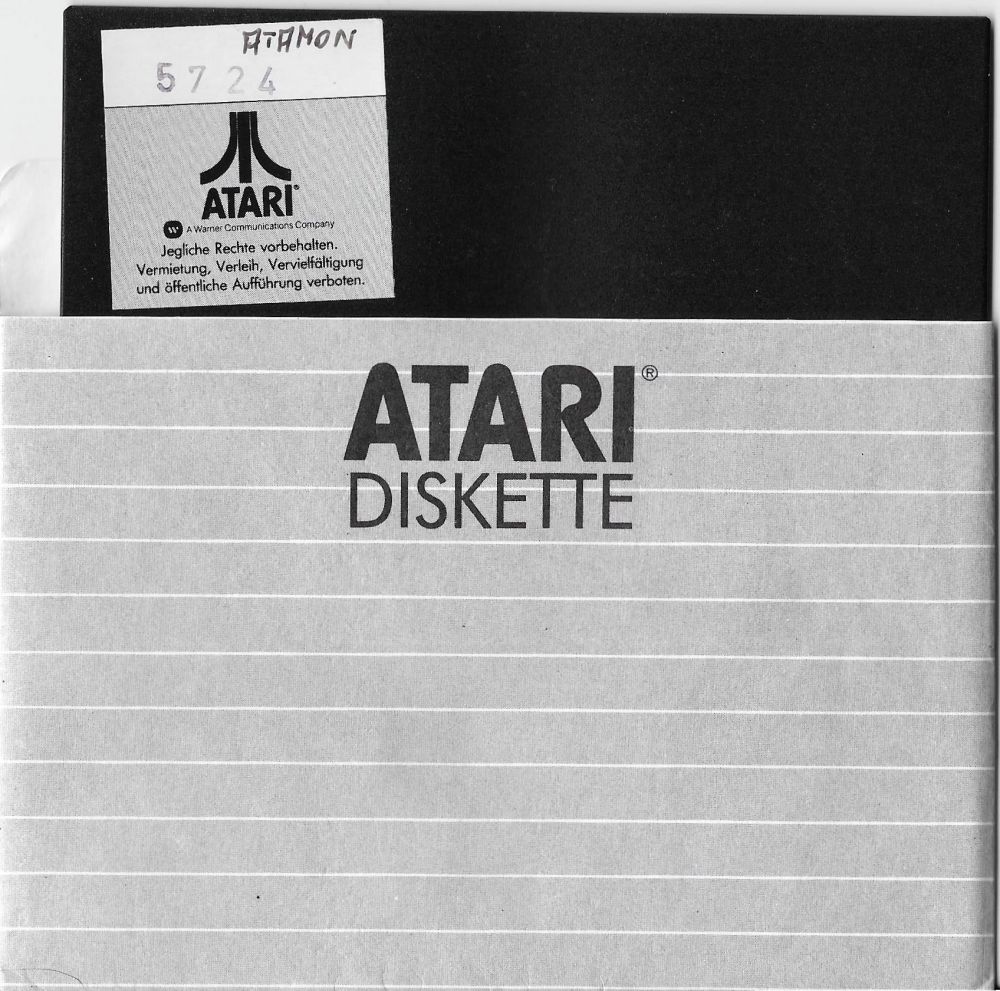 ATAMON
5724
ATARI®
W A Warner Communications Company
Jegliche Rechte vorbehalten.
Vermietung, Verleih, Vervielfältigung
und öffentliche Aufführung verboten.
ATARI®
DISKETTE